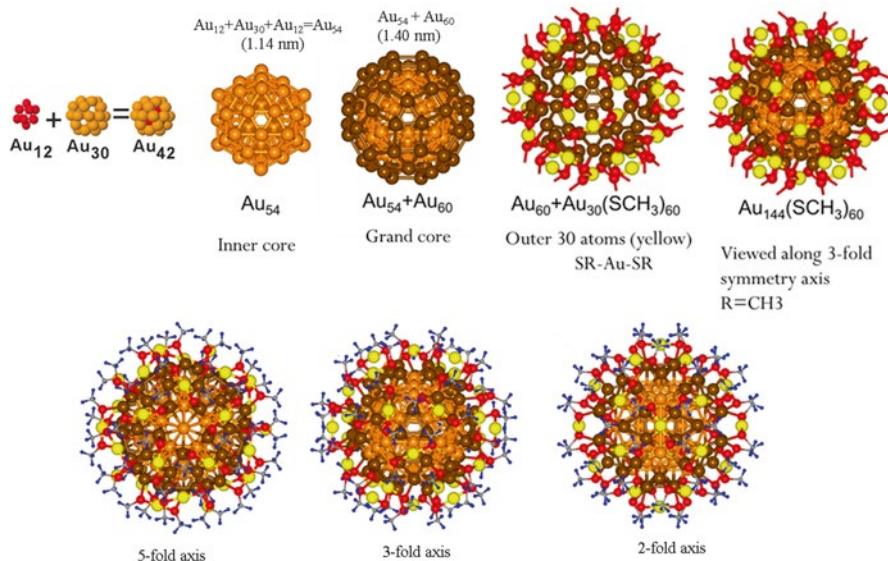 Au12+Au30+Au12=Au54
(1.14 nm)
Au54 + Au60
(1.40 nm)
+
=
Au12
Au30
Au42
Au54
Au54+Au60
Au60+Au30(SCH3)60
Au144(SCH3)60
Inner core
Grand core
Outer 30 atoms (yellow)
SR-Au-SR
Viewed along 3-fold
symmetry axis
R=CH3
5-fold axis
3-fold axis
2-fold axis